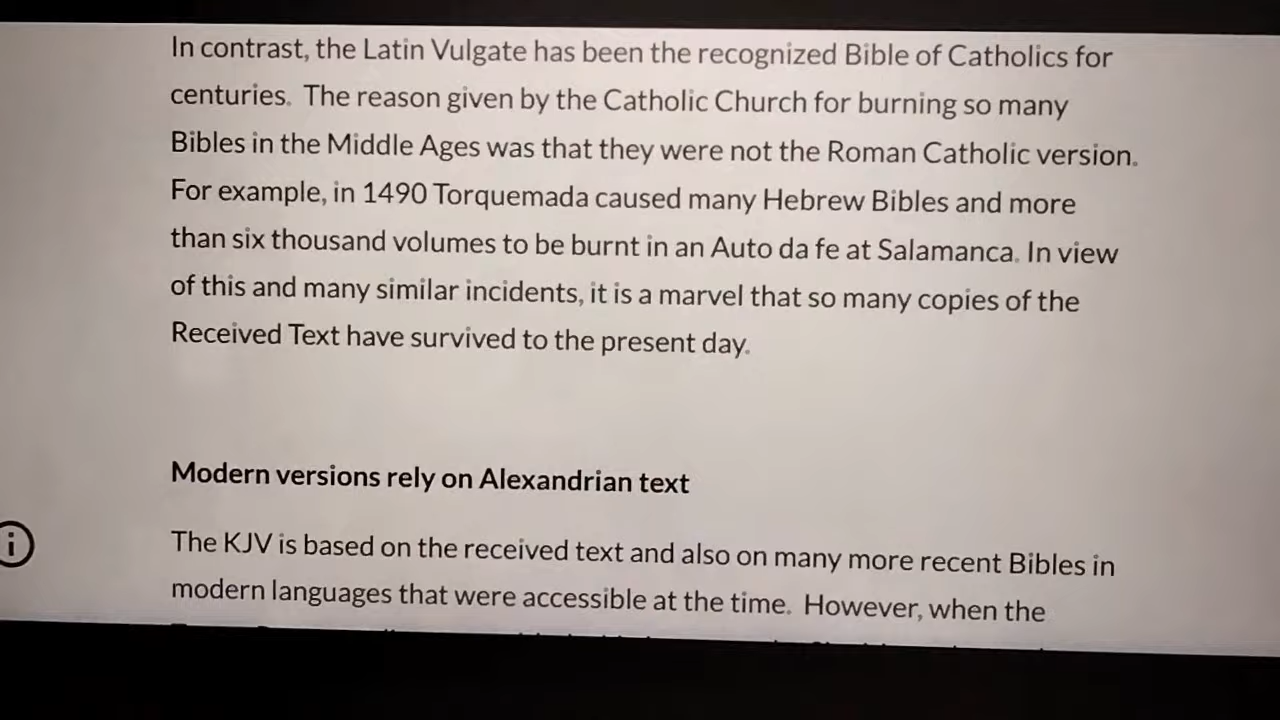 In contrast, the Latin Vulgate has been the recognized Bible of Catholics for
centuries. The reason given by the Catholic Church for burning so many
Bibles in the Middle Ages was that they were not the Roman Catholic version.
For example, in 1490 Torquemada caused many Hebrew Bibles and more
than six thousand volumes to be burnt in an Auto da fe at Salamanca. In view
of this and many similar incidents, it is a marvel that so many copies of the
Received Text have survived to the present day.
Modern versions rely on Alexandrian text
i
The KJV is based on the received text and also on many more recent Bibles in
modern languages that were accessible at the time. However, when the